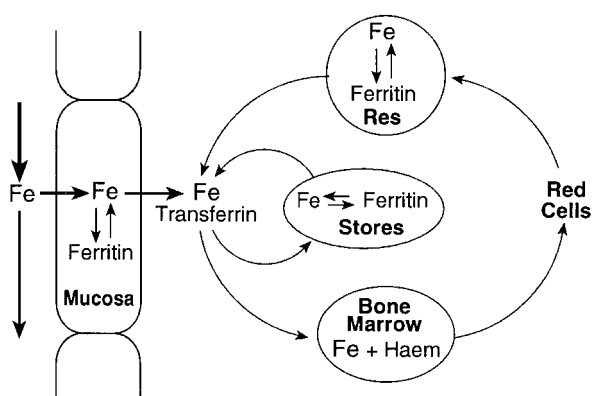 Fe
Ferritin
Res
Fe
Fe
Ferritin
Mucosa
Fe
Transferrin
Fe Ferritin
Stores
Red
Cells
Bone
Marrow
Fe + Haem